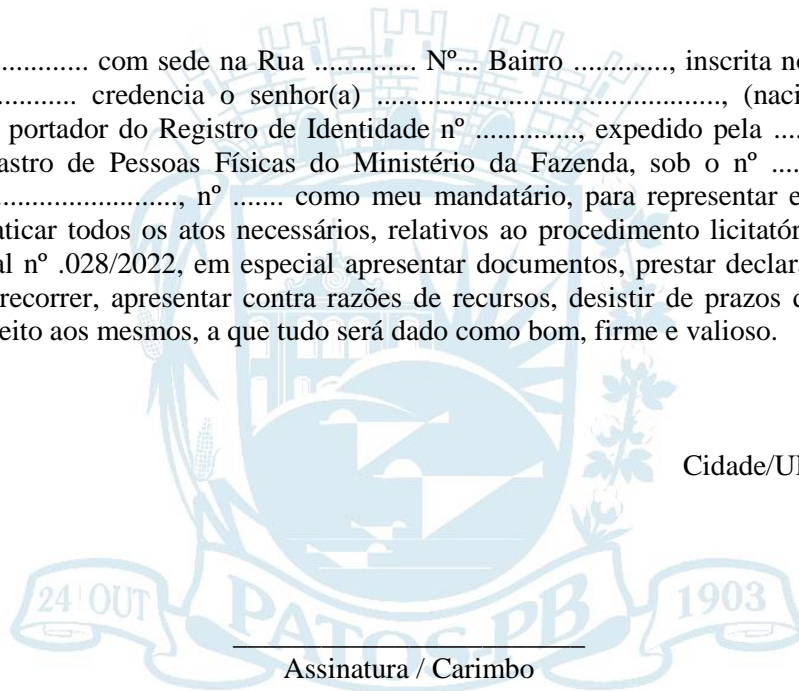 ............. com sede na Rua ............. Nº... Bairro ............, inscrita n
............ credencia o senhor(a) ............................................, (naci
portador do Registro de Identidade nº ............., expedido pela ....
astro de Pessoas Físicas do Ministério da Fazenda, sob o nº .....
........................, nº ....... como meu mandatário, para representar e
aticar todos os atos necessários, relativos ao procedimento licitatór
al nº .028/2022, em especial apresentar documentos, prestar declar
recorrer, apresentar contra razões de recursos, desistir de prazos
eito aos mesmos, a que tudo será dado como bom, firme e valioso.
Cidade/U
24 OUT
PATOS-PB
1903
Assinatura / Carimbo